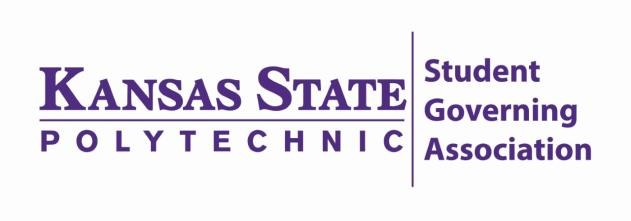 KANSAS STATE
POLYTECHNIC
Student
Governing
Association